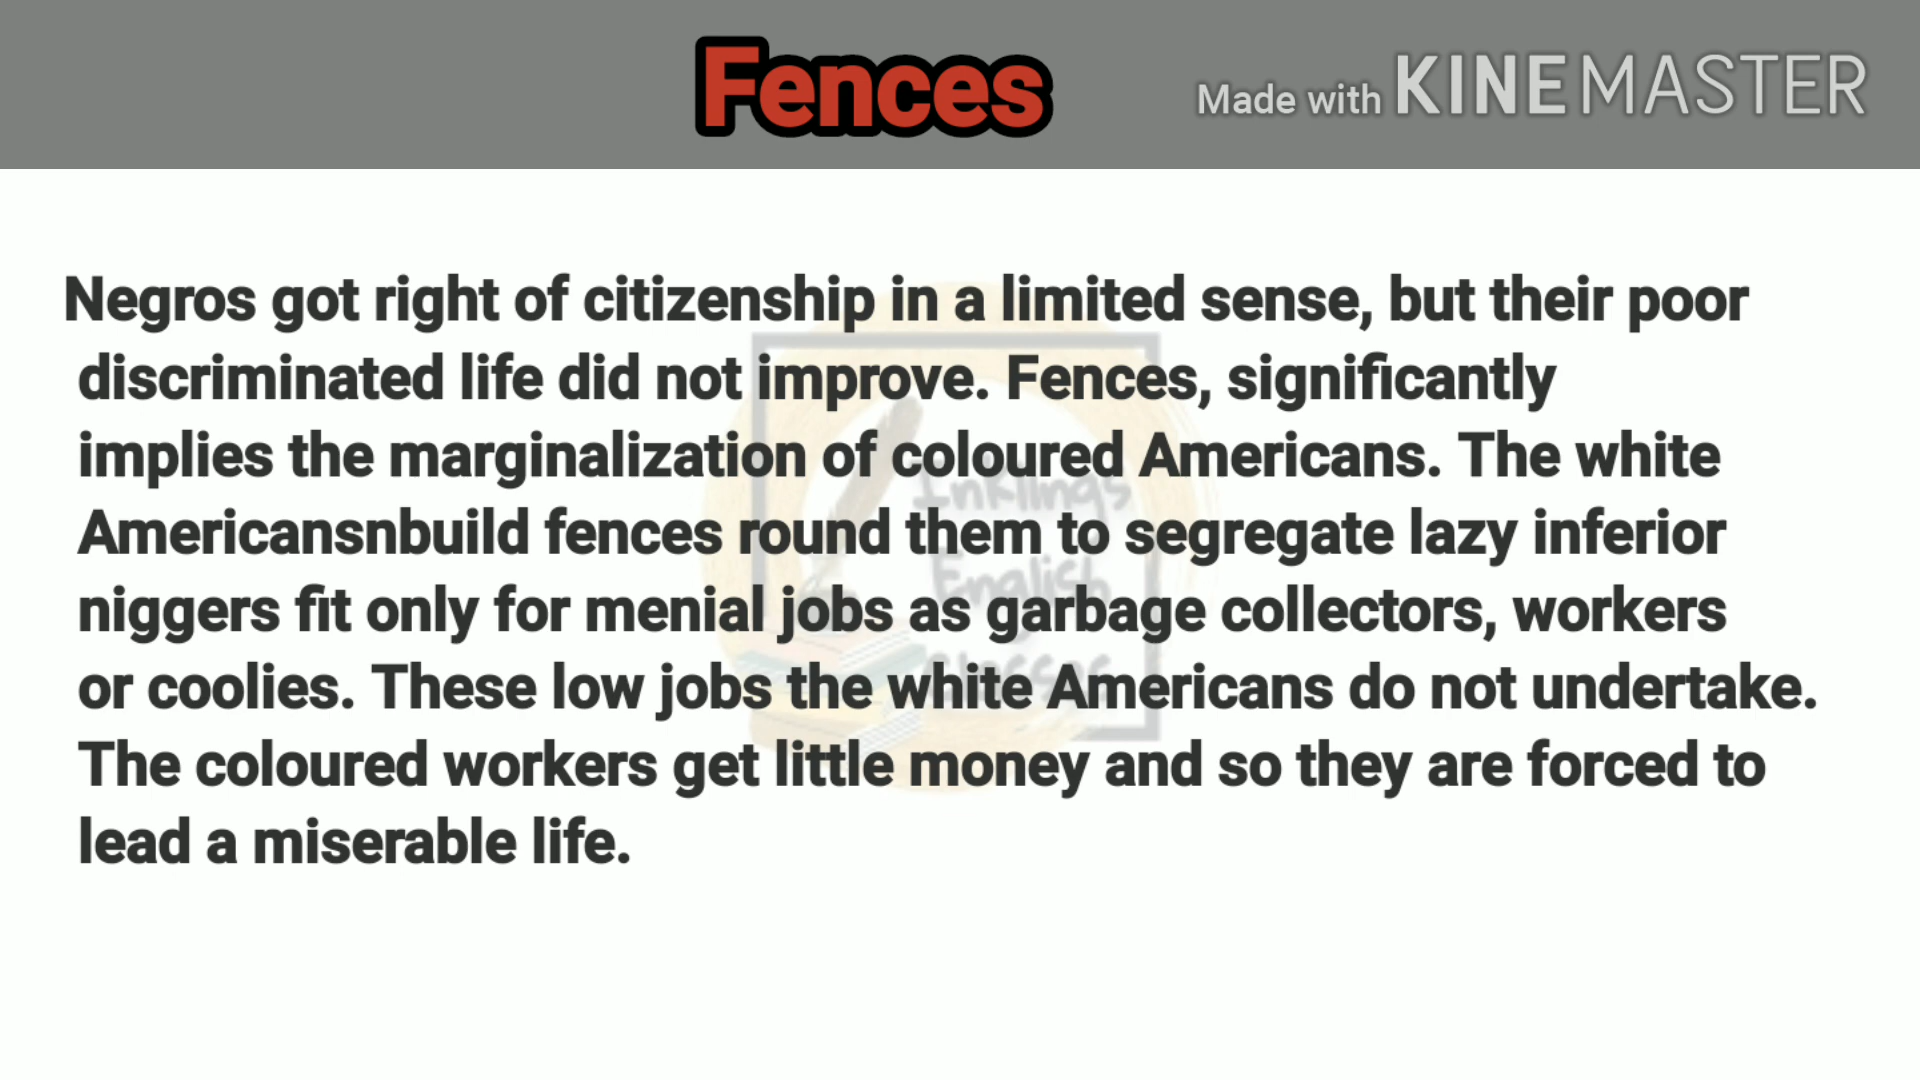 Fences
Made with KINEMASTER
Negros got right of citizenship in a limited sense, but their poor
discriminated life did not improve. Fences, significantly
implies the marginalization of coloured Americans. The white
Americansnbuild fences round them to segregate lazy inferior
niggers fit only for menial jobs as garbage collectors, workers
or coolies. These low jobs the white Americans do not undertake.
The coloured workers get little money and so they are forced to
lead a miserable life.
Inklings
English
Classes